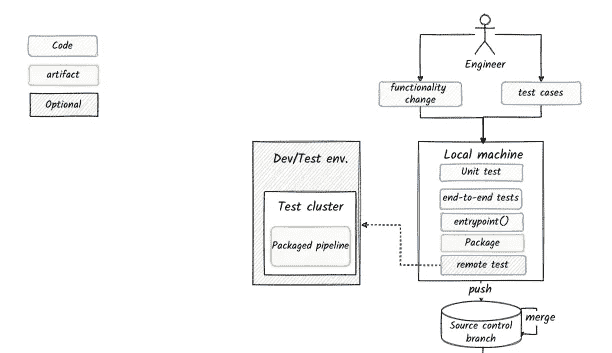 Code
artifact
Optional
Engineer
functionality
change
test cases
Dev/Test env.
Test cluster
Packaged pipeline
Local machine
Unit test
end-to-end tests
entrypoint()
Package
remote test
push
Source control
branch
merge